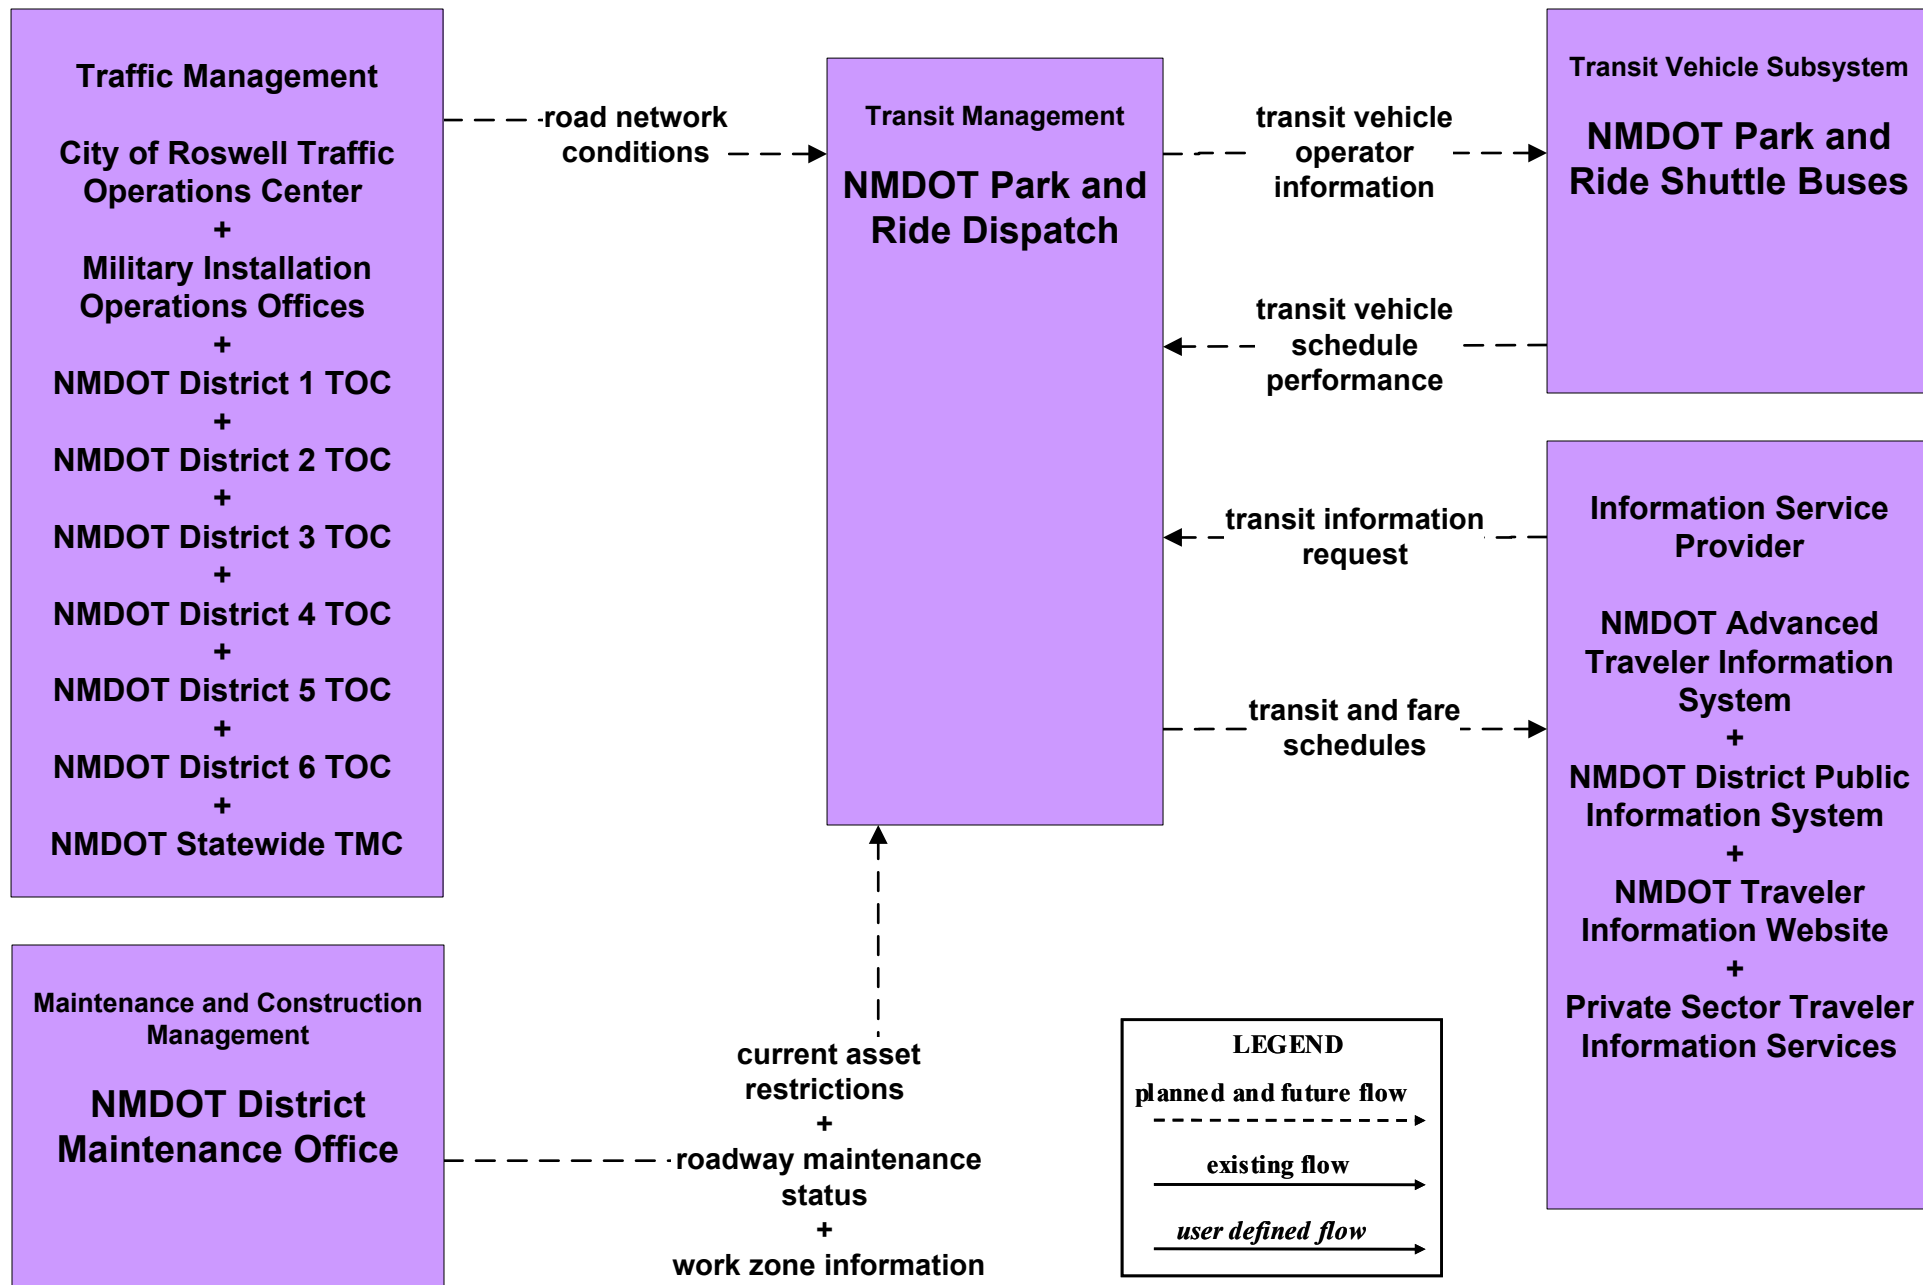 Traffic Management
City of Roswell Traffic
Operations Center
+
Military Installation
Operations Offices
+
NMDOT District 1 TOC
+
NMDOT District 2 TOC
+
NMDOT District 3 TOC
+
NMDOT District 4 TOC
+
NMDOT District 5 TOC
+
NMDOT District 6 TOC
+
NMDOT Statewide TMC
road network
conditions
Transit Management
NMDOT Park and
Ride Dispatch
transit vehicle
operator
information
transit vehicle
schedule
performance
transit information
request
transit and fare
schedules
Transit Vehicle Subsystem
NMDOT Park and
Ride Shuttle Buses
Information Service
Provider
NMDOT Advanced
Traveler Information
System
+
NMDOT District Public
Information System
+
NMDOT Traveler
Information Website
+
Private Sector Traveler
Information Services
Maintenance and Construction
Management
NMDOT District
Maintenance Office
current asset
restrictions
+
roadway maintenance
status
+
work zone information
LEGEND
planned and future flow
existing flow
user defined flow